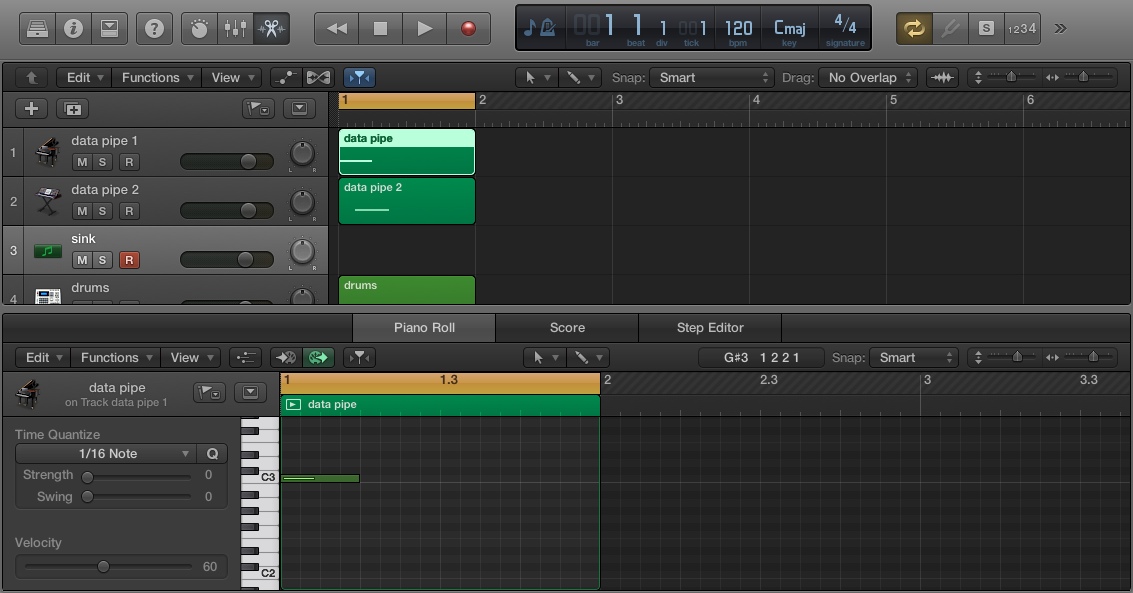 001 1 1 001 120 Cmaj 4/4
bar beat div tick bpm key signature
S 1234
Edit Functions View Snap: Smart Drag: No Overlap
1 2 3 4 5 6
1 data pipe 1 data pipe
M S R L R
2 data pipe 2 data pipe 2
M S R L R
3 sink
M S R L R
4 drums drums
Piano Roll Score Step Editor
Edit Functions View G#3 1 2 2 1 Snap: Smart
data pipe 1 1.3 2 2.3 3 3.3
on Track data pipe 1
data pipe
Time Quantize
1/16 Note Q
Strength 0 C3
Swing 0
Velocity
60 C2